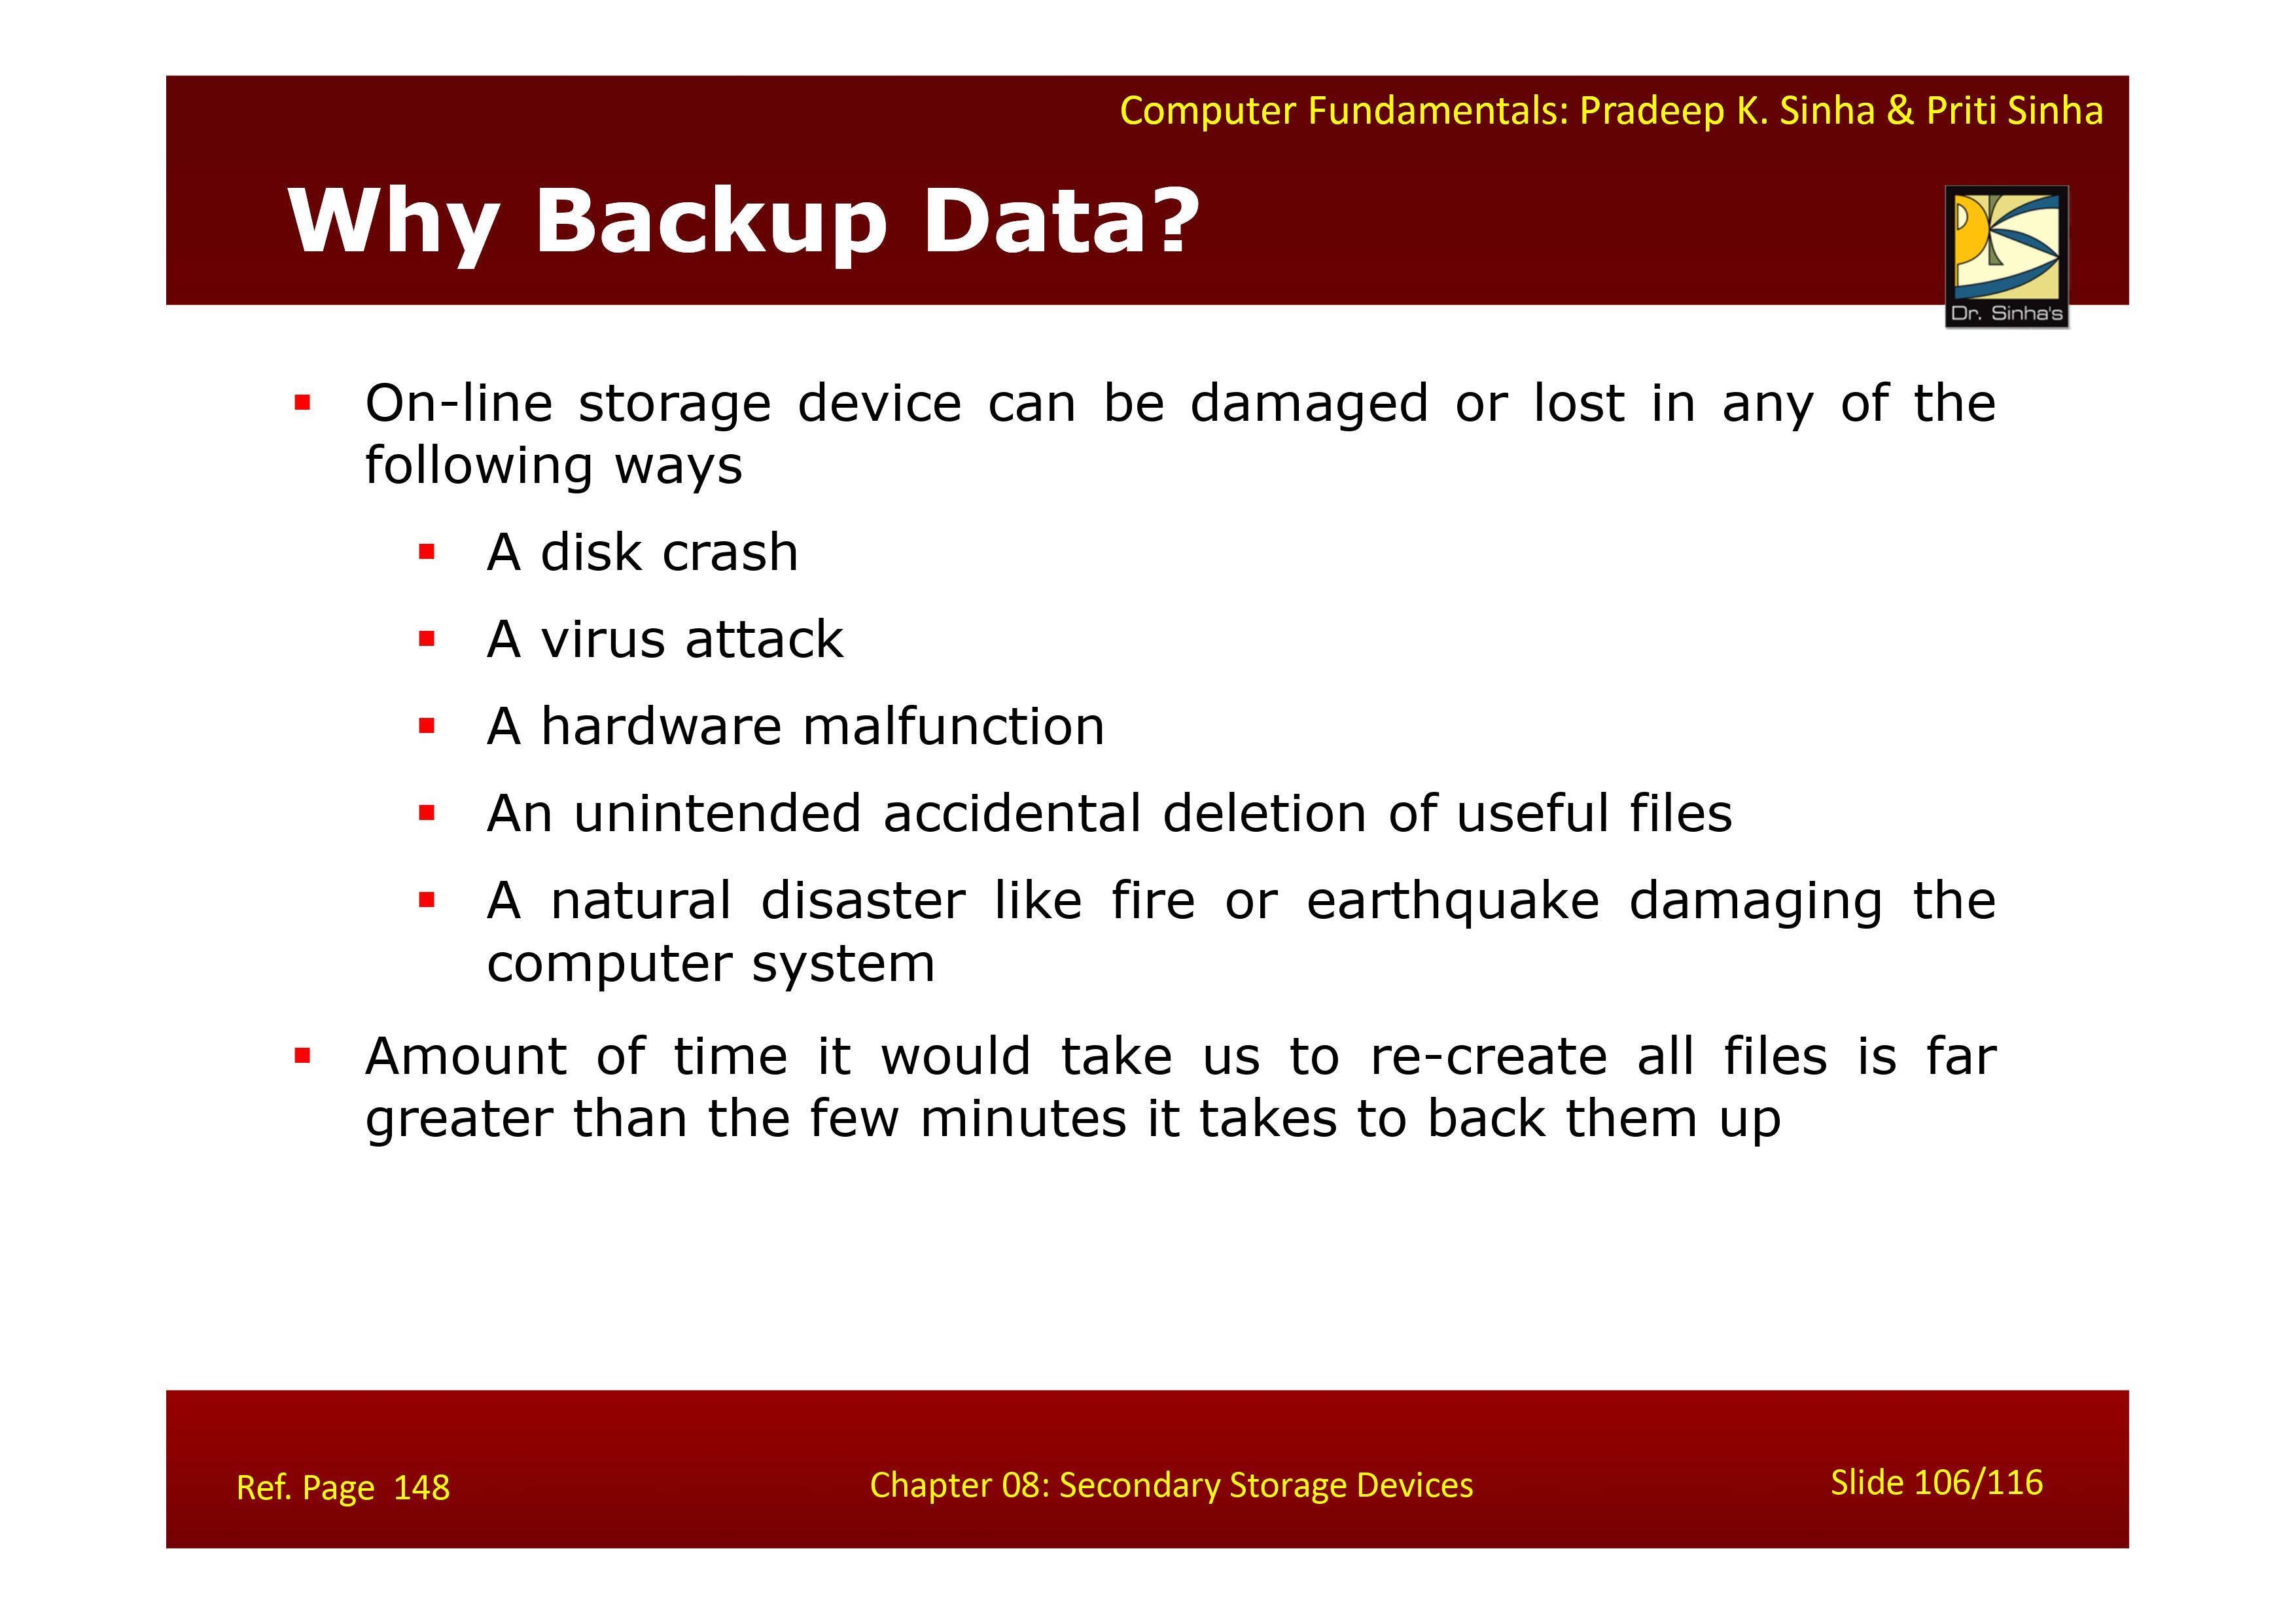 Computer Fundamentals: Pradeep K. Sinha & Priti Sinha
Why Backup Data?
Dr. Sinha's
On-line storage device can be damaged or lost in any of the
following ways
A disk crash
A virus attack
A hardware malfunction
An unintended accidental deletion of useful files
A natural disaster like fire or earthquake damaging the
computer system
Amount of time it would take us to re-create all files is far
greater than the few minutes it takes to back them up
Ref. Page 148
Chapter 08: Secondary Storage Devices
Slide 106/116